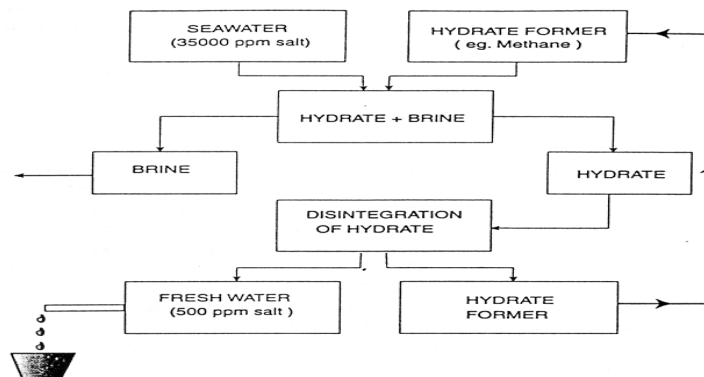 SEAWATER
(35000 ppm salt)
HYDRATE FORMER
( eg. Methane )
HYDRATE + BRINE
BRINE
HYDRATE
DISINTEGRATION
OF HYDRATE
FRESH WATER
(500 ppm salt )
HYDRATE
FORMER